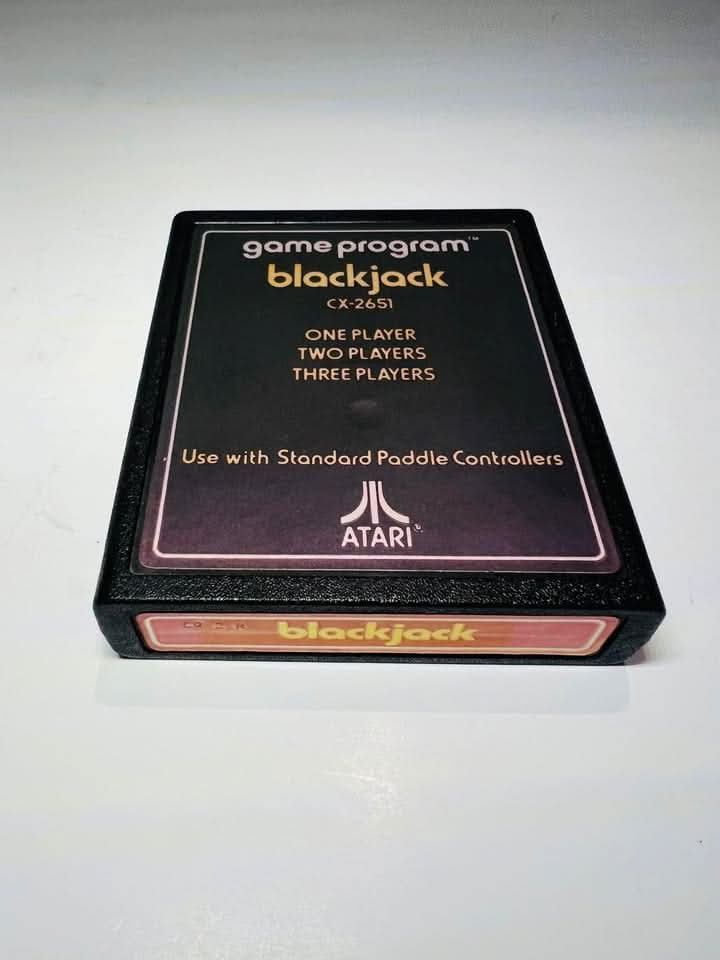 game program™
blackjack
CX-2651
ONE PLAYER
TWO PLAYERS
THREE PLAYERS
Use with Standard Paddle Controllers
ATARI®
blackjack